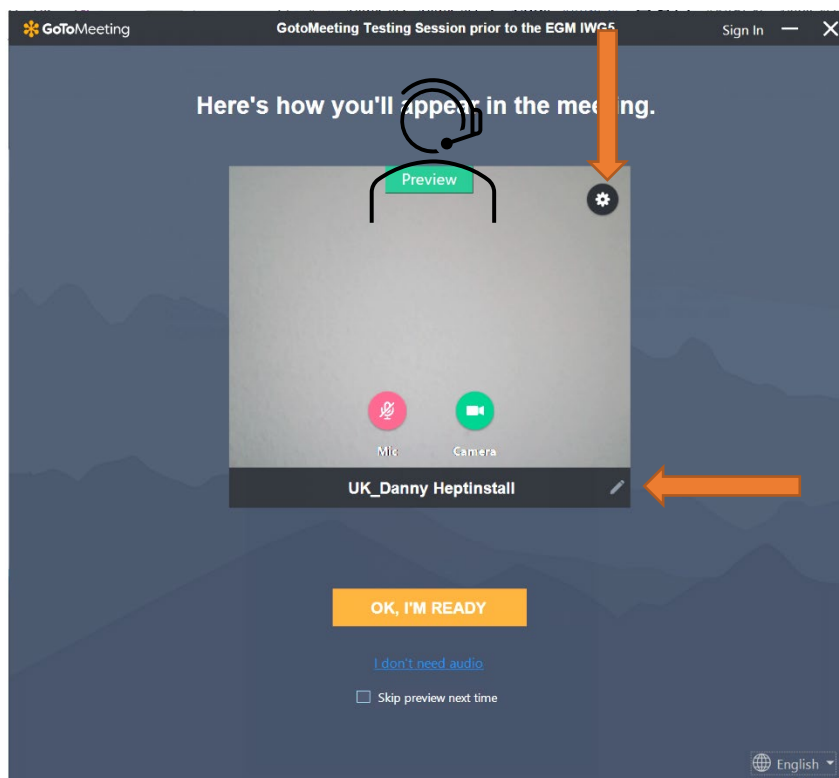 GoToMeeting
GotoMeeting Testing Session prior to the EGM IWG5
Sign In
Here's how you'll appear in the meeting.
Preview
Mic
Camera
UK_Danny Heptinstall
OK, I'M READY
I don't need audio
Skip preview next time
English